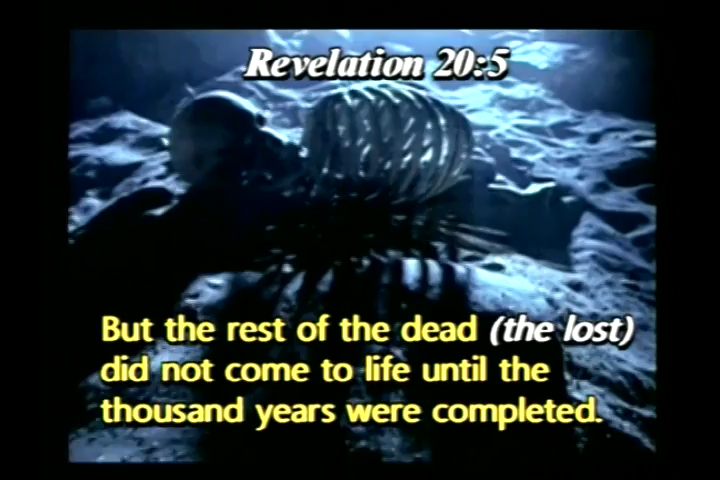 Revelation 20:5
But the rest of the dead (the lost)
did not come to life until the
thousand years were completed.